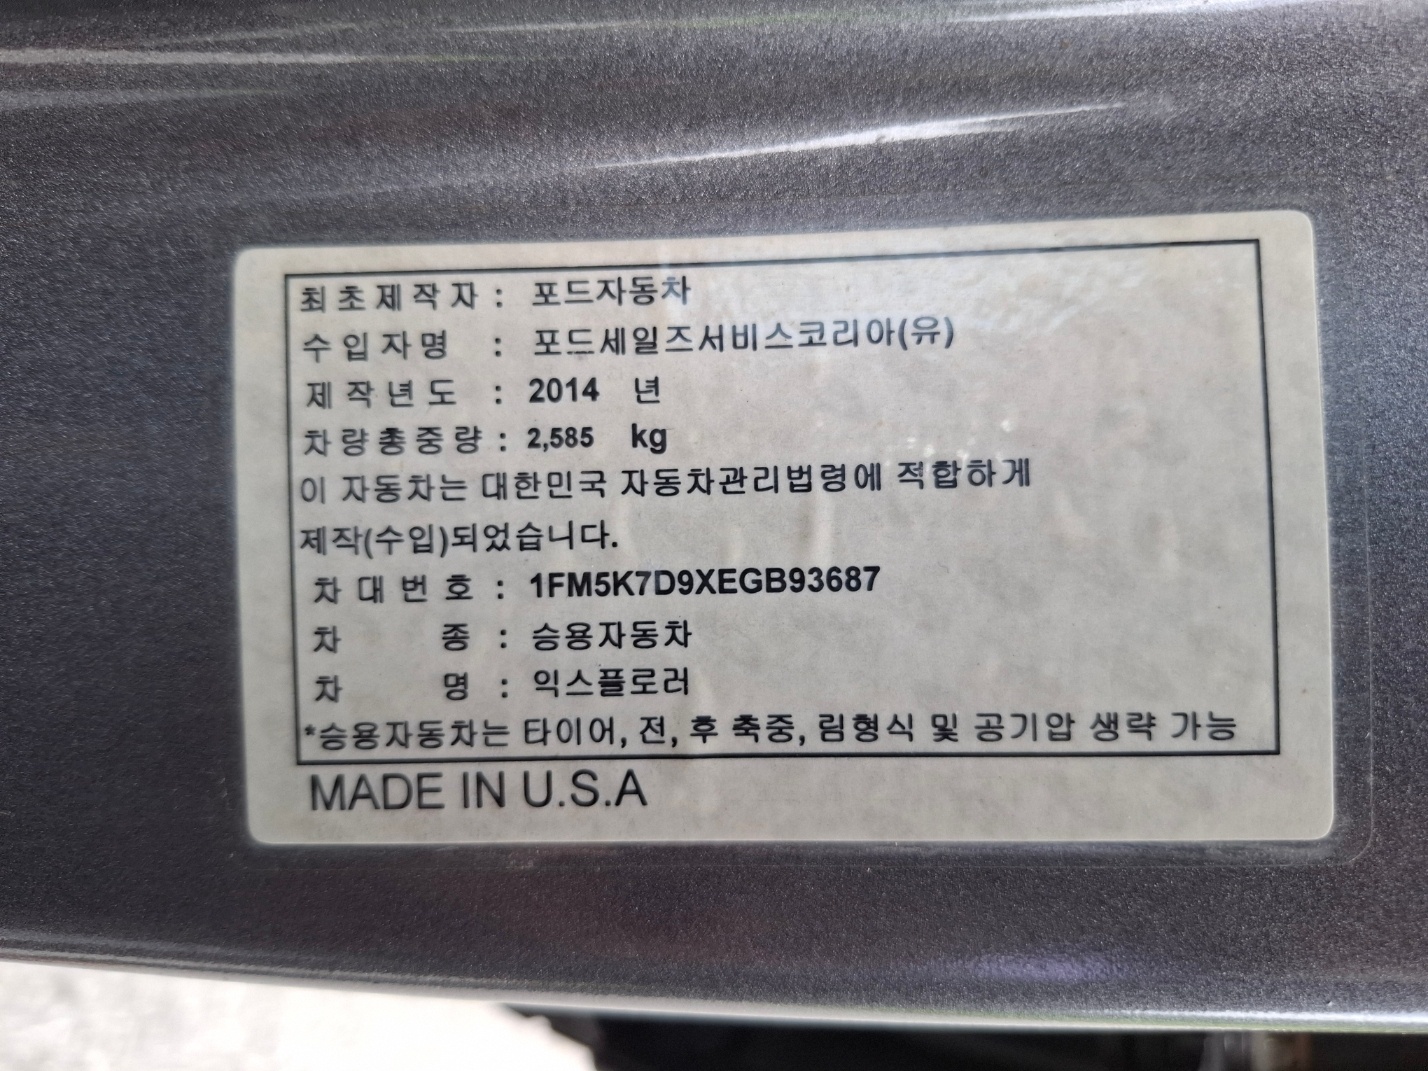 최초제작자 : 포드자동차
수입자명 : 포드세일즈서비스코리아(유)
제작년도 : 2014 년
차량총중량 : 2,585 kg
이 자동차는 대한민국 자동차관리법령에 적합하게
제작(수입)되었습니다.
차대번호 : 1FM5K7D9XEGB93687
차 종 : 승용자동차
차 명 : 익스플로러
*승용자동차는 타이어, 전, 후 축중, 림형식 및 공기압 생략 가능
MADE IN U.S.A